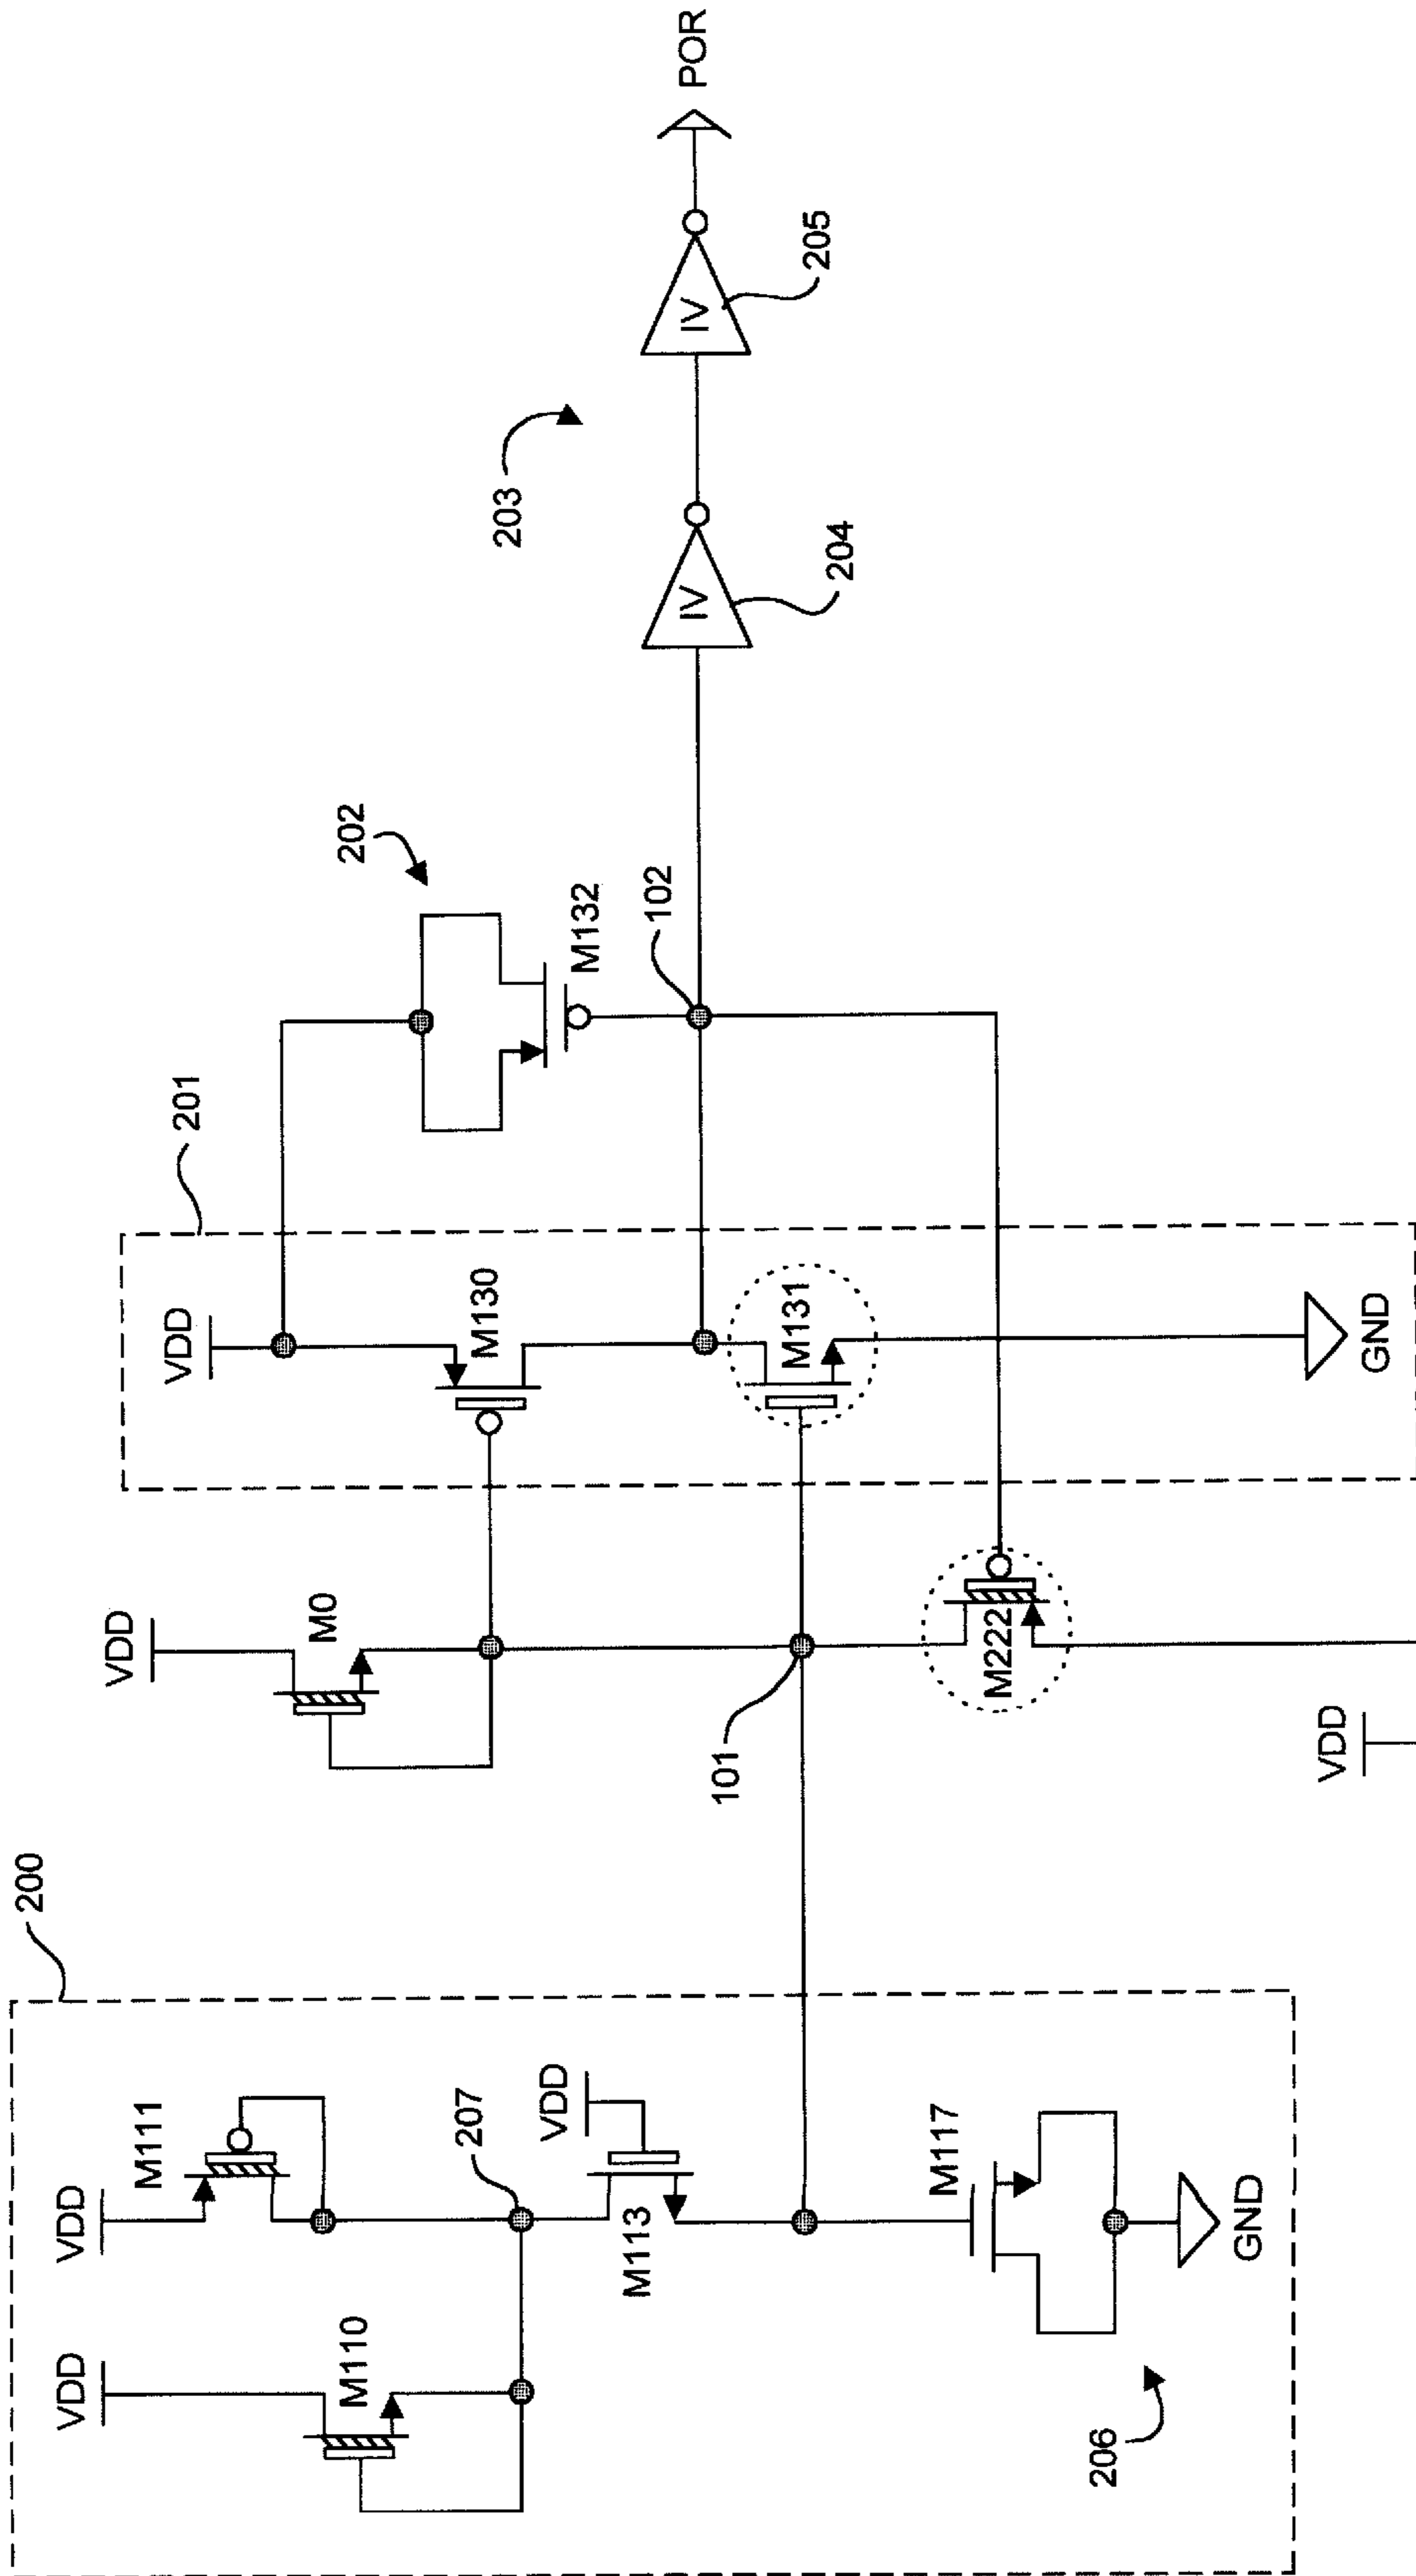 200
VDD
M110
VDD
M111
207
VDD
M113
M117
GND
206
VDD
M0
101
M222
VDD
201
VDD
M130
M131
GND
202
M132
102
203
IV
204
IV
205
POR